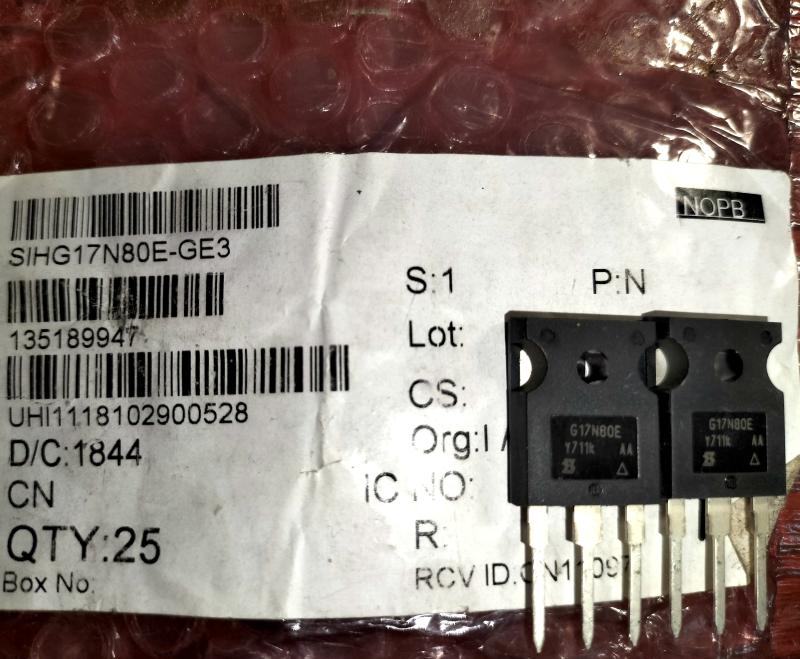 NOPB
SIHG17N80E-GE3
S:1
P:N
135189947
Lot:
UHI1118102900528
CS:
D/C:1844
Org:I
CN
NO:
QTY:25
R:
Box No.
RCV ID.
G17N80E
Y711k AA
G17N80E
Y711k AA